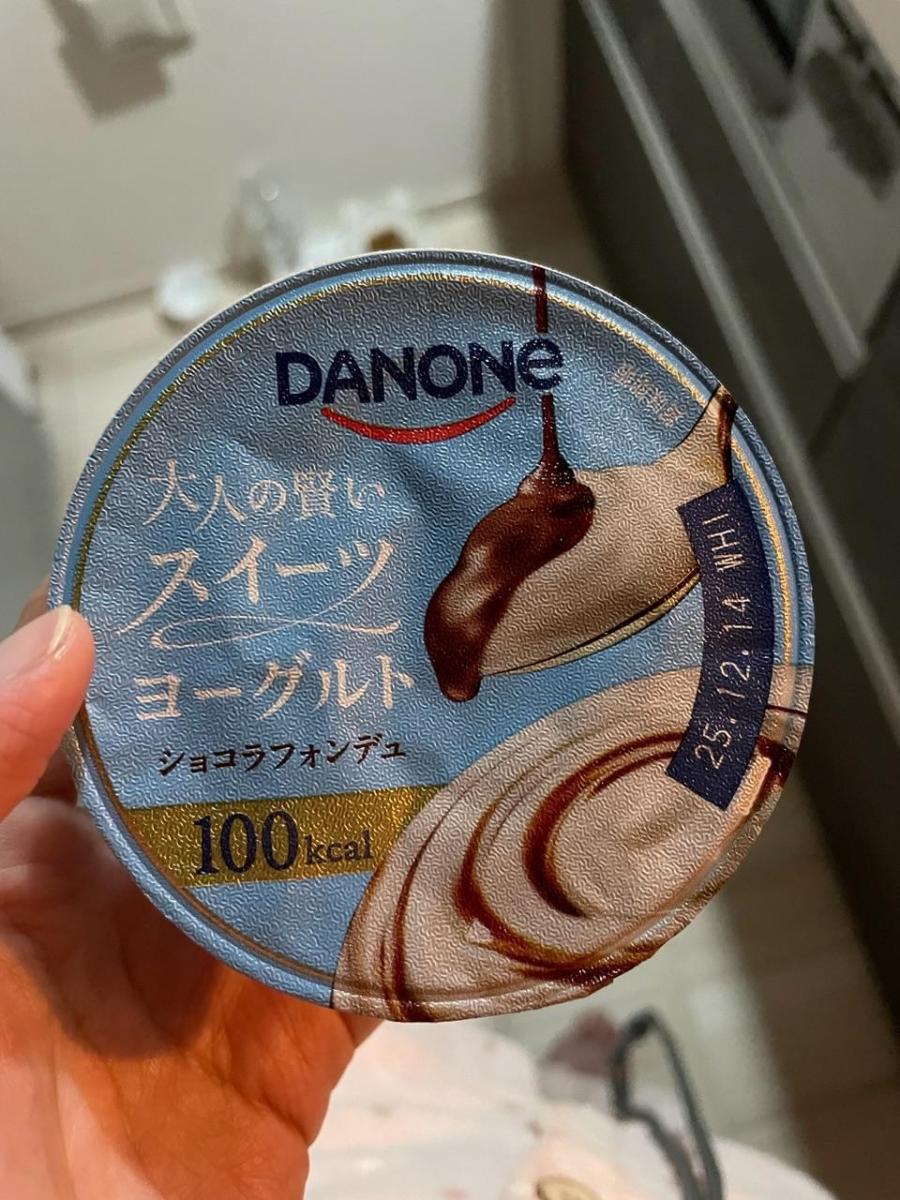 DANONE
大人の賢い
スイーツ
ヨーグルト
ショコラフォンデュ
100kcal
25.12.14 WHI